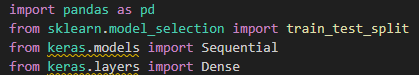 import pandas as pd
from sklearn.model_selection import train_test_split
from keras.models import Sequential
from keras.layers import Dense